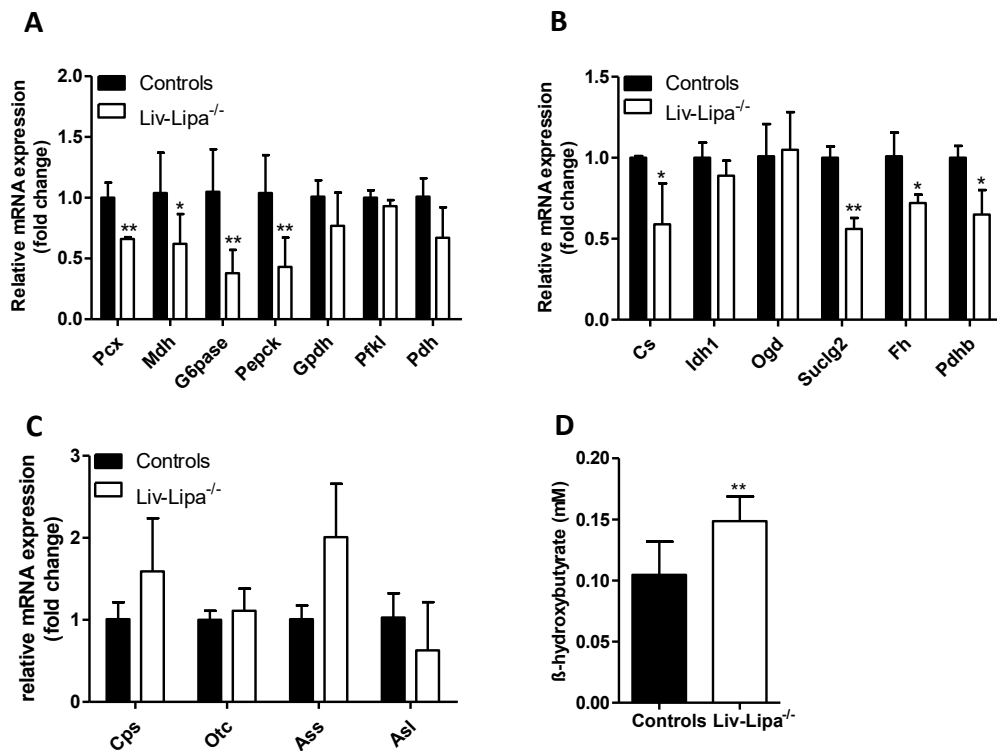 A
Relative mRNA expression
(fold change)
2.0
1.5
1.0
0.5
0.0
Controls
Liv-Lipa-/-
**
*
**
**
Pcx
Mdh
G6pase
Pepck
Gpdh
Pfkl
Pdh
B
Relative mRNA expression
(fold change)
1.5
1.0
0.5
0.0
Controls
Liv-Lipa-/-
*
**
*
*
Cs
Idh1
Ogd
Suclg2
Fh
Pdhb
C
relative mRNA expression
(fold change)
3
2
1
0
Controls
Liv-Lipa-/-
Cps
Otc
Ass
Asl
D
ß-hydroxybutyrate (mM)
0.20
0.15
0.10
0.05
0.00
**
Controls Liv-Lipa-/-